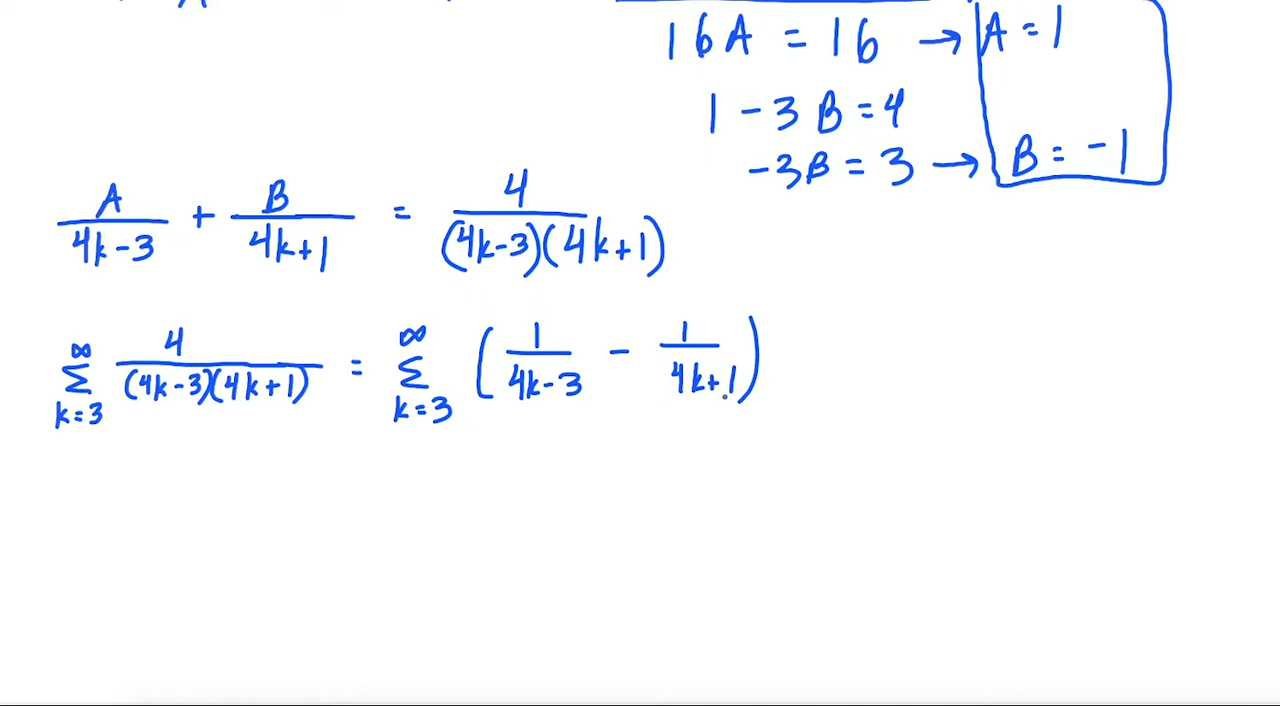 16A = 16 → A = 1
1 - 3B = 4
-3B = 3 → B = -1
A/(4k-3) + B/(4k+1) = 4/((4k-3)(4k+1))
∞ ∑ k=3 4/((4k-3)(4k+1)) = ∞ ∑ k=3 (1/(4k-3) - 1/(4k+1))